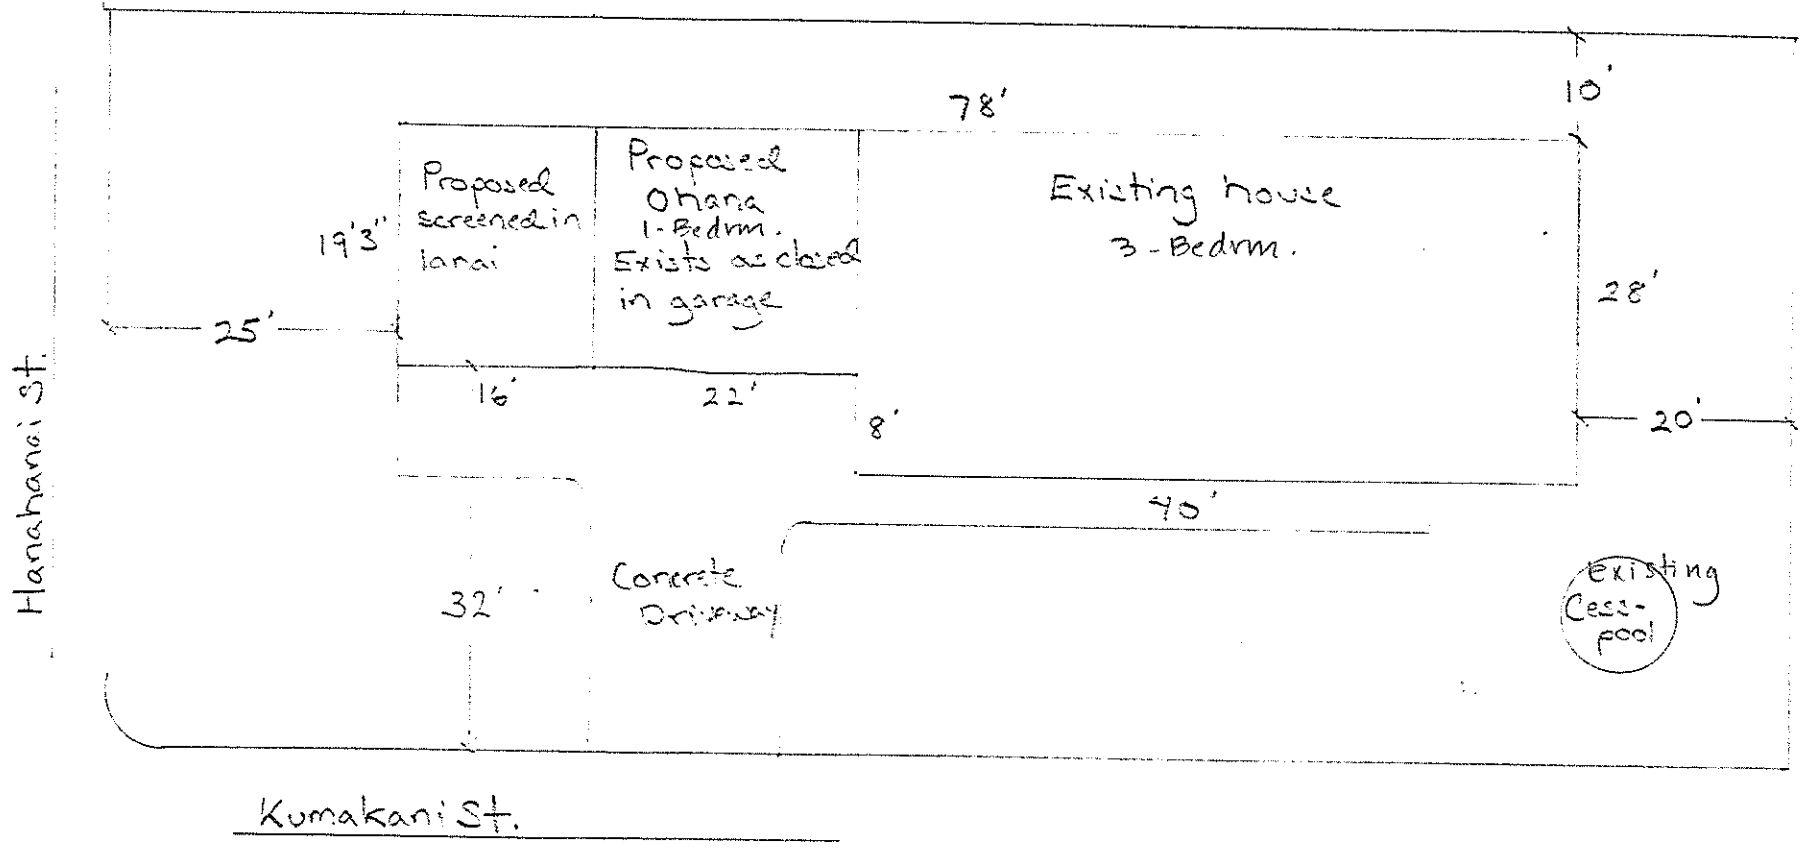 10'
78'
Proposed
screened in
lanai
Proposed
Ohana
1-Bedrm.
Exists as closed
in garage
Existing house
3-Bedrm.
19'3"
28'
25'
16'
22'
8'
20'
40'
Hanahanai St.
32'
Concrete
Driveway
existing
Cess-
pool
Kumakani St.